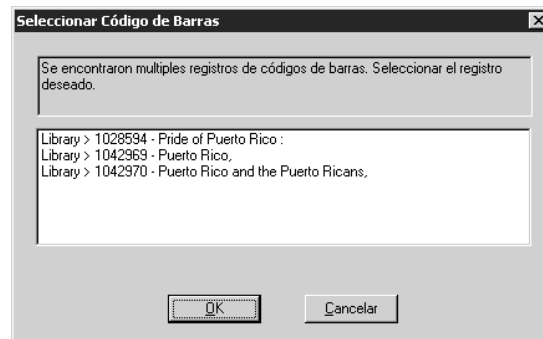 Seleccionar Código de Barras
Se encontraron multiples registros de códigos de barras. Seleccionar el registro
deseado.
Library > 1028594 - Pride of Puerto Rico :
Library > 1042969 - Puerto Rico,
Library > 1042970 - Puerto Rico and the Puerto Ricans,
OK
Cancelar